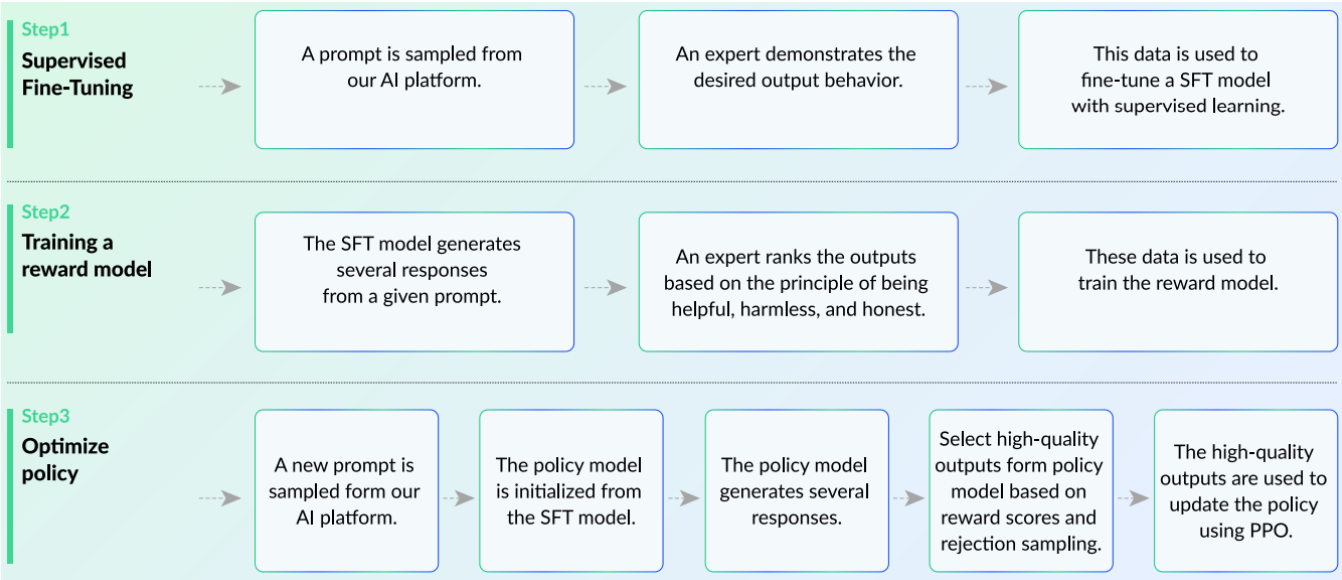 Step1
Supervised
Fine-Tuning
A prompt is sampled from
our AI platform.
An expert demonstrates the
desired output behavior.
This data is used to
fine-tune a SFT model
with supervised learning.
Step2
Training a
reward model
The SFT model generates
several responses
from a given prompt.
An expert ranks the outputs
based on the principle of being
helpful, harmless, and honest.
These data is used to
train the reward model.
Step3
Optimize
policy
A new prompt is
sampled form our
AI platform.
The policy model
is initialized from
the SFT model.
The policy model
generates several
responses.
Select high-quality
outputs form policy
model based on
reward scores and
rejection sampling.
The high-quality
outputs are used to
update the policy
using PPO.